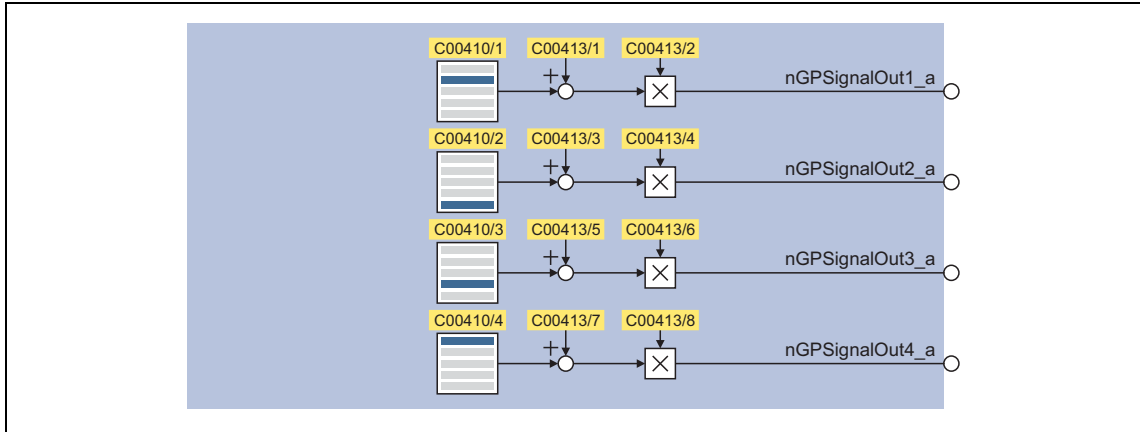 C00410/1 C00413/1 C00413/2
+
×
nGPSignalOut1_a
C00410/2 C00413/3 C00413/4
+
×
nGPSignalOut2_a
C00410/3 C00413/5 C00413/6
+
×
nGPSignalOut3_a
C00410/4 C00413/7 C00413/8
+
×
nGPSignalOut4_a